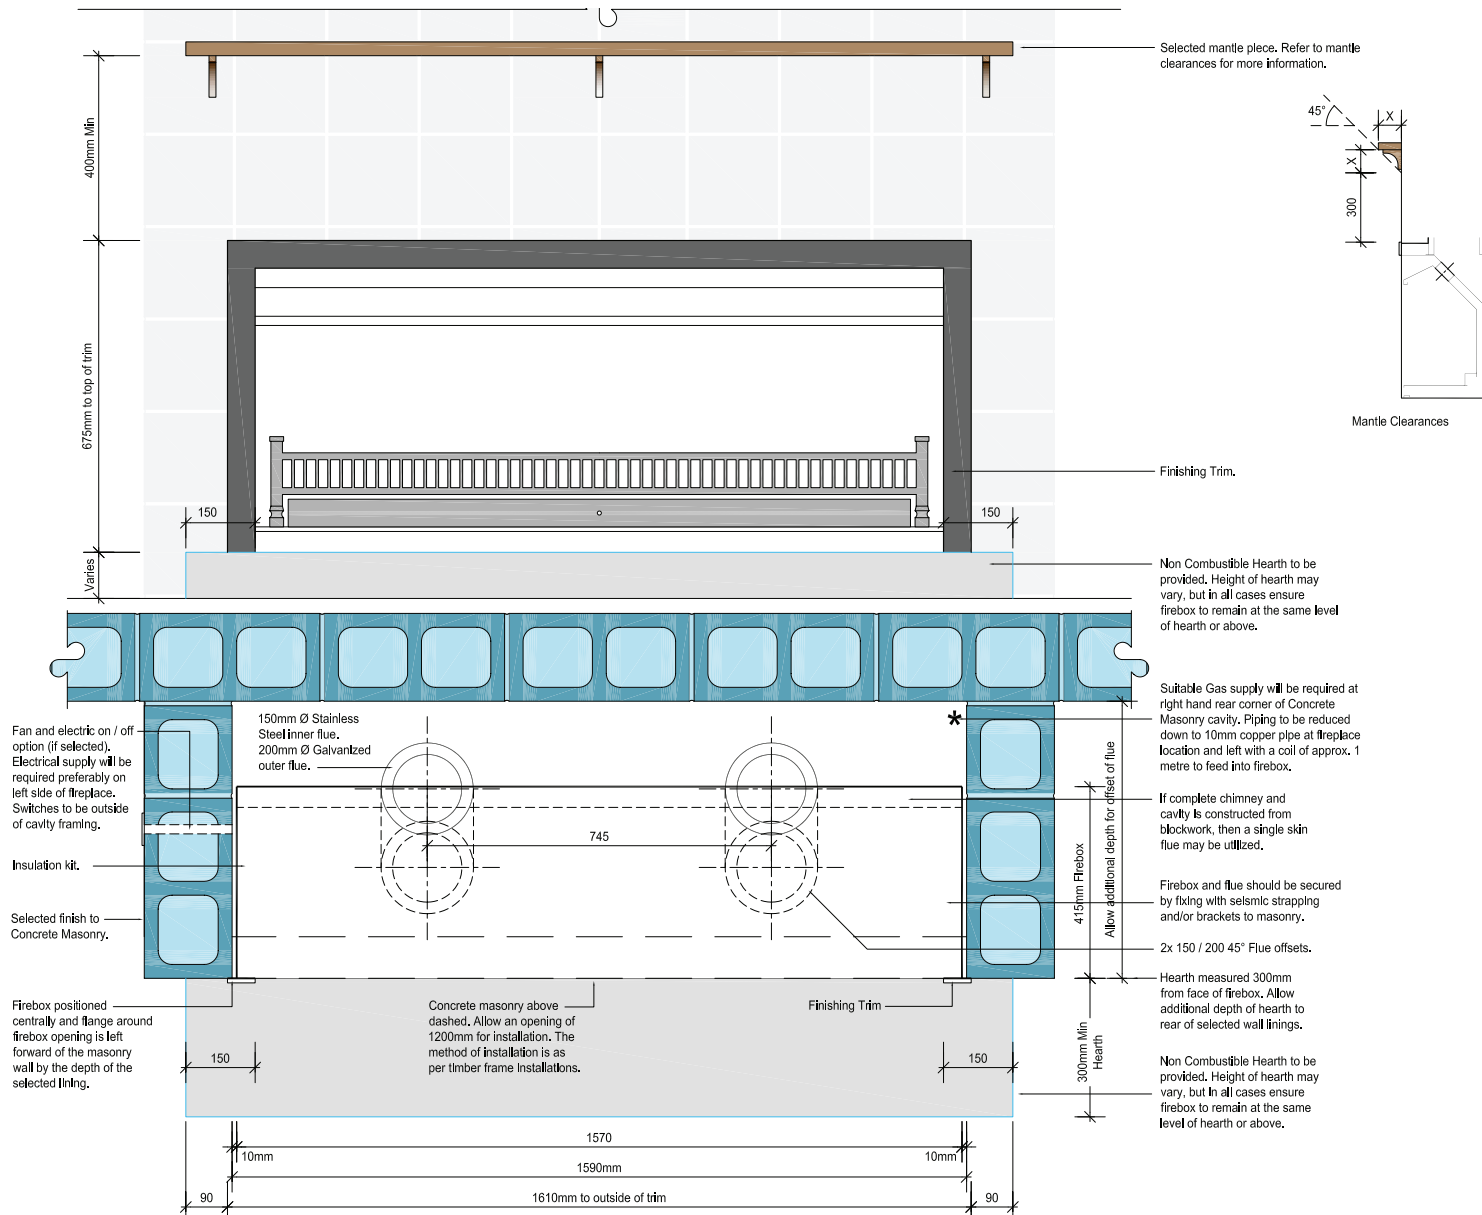 Selected mantle piece. Refer to mantle
clearances for more information.
45°
X
X
300
Mantle Clearances
400mm Min
675mm to top of trim
Varies
150
150
Finishing Trim.
Non Combustible Hearth to be
provided. Height of hearth may
vary, but in all cases ensure
firebox to remain at the same level
of hearth or above.
Suitable Gas supply will be required at
right hand rear corner of Concrete
Masonry cavity. Piping to be reduced
down to 10mm copper pipe at fireplace
location and left with a coil of approx. 1
metre to feed into firebox.
*
150mm Ø Stainless
Steel inner flue.
200mm Ø Galvanized
outer flue.
Fan and electric on / off
option (if selected).
Electrical supply will be
required preferably on
left side of fireplace.
Switches to be outside
of cavity framing.
Insulation kit.
Selected finish to
Concrete Masonry.
745
If complete chimney and
cavity is constructed from
blockwork, then a single skin
flue may be utilized.
415mm Firebox
Allow additional depth for offset of flue
Firebox and flue should be secured
by fixing with seismic strapping
and/or brackets to masonry.
2x 150 / 200 45° Flue offsets.
Hearth measured 300mm
from face of firebox. Allow
additional depth of hearth to
rear of selected wall linings.
Firebox positioned
centrally and flange around
firebox opening is left
forward of the masonry
wall by the depth of the
selected lining.
Concrete masonry above
dashed. Allow an opening of
1200mm for installation. The
method of installation is as
per timber frame installations.
Finishing Trim
150
150
300mm Min
Hearth
Non Combustible Hearth to be
provided. Height of hearth may
vary, but in all cases ensure
firebox to remain at the same
level of hearth or above.
1570
10mm
10mm
1590mm
90
1610mm to outside of trim
90